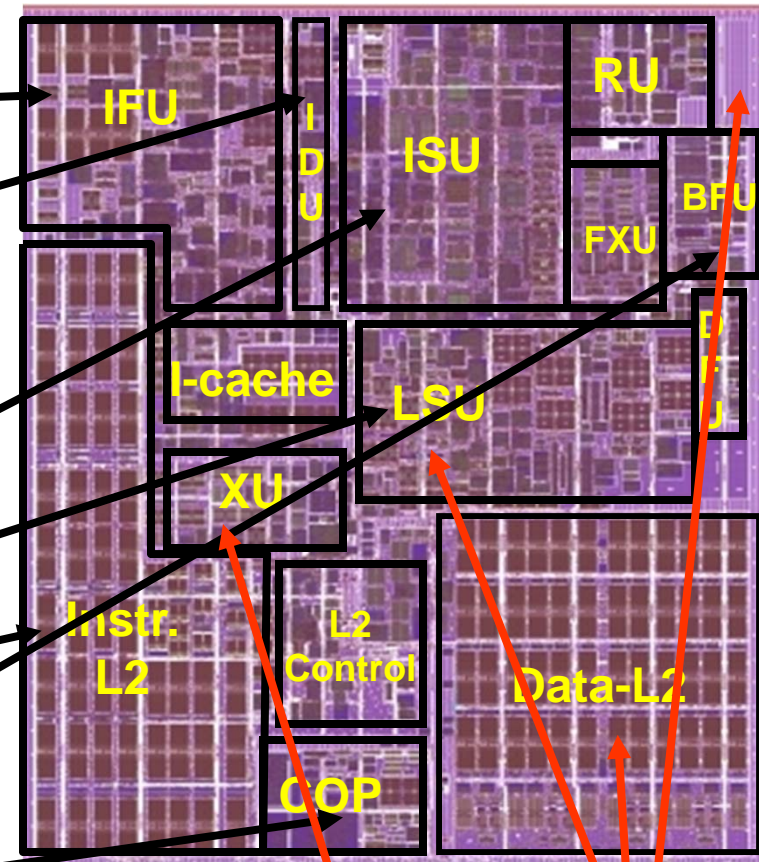 IFU
I
D
U
ISU
RU
BFU
FXU
D
F
U
I-cache
LSU
XU
Instr.
L2
L2
Control
Data-L2
COP